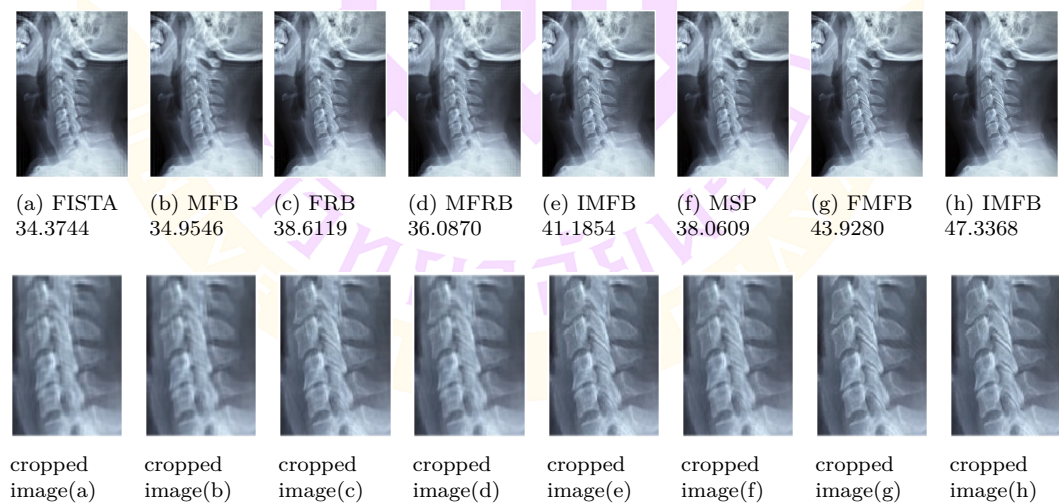 (a) FISTA
34.3744
(b) MFB
34.9546
(c) FRB
38.6119
(d) MFRB
36.0870
(e) IMFB
41.1854
(f) MSP
38.0609
(g) FMFB
43.9280
(h) IMFB
47.3368
cropped
image(a)
cropped
image(b)
cropped
image(c)
cropped
image(d)
cropped
image(e)
cropped
image(f)
cropped
image(g)
cropped
image(h)